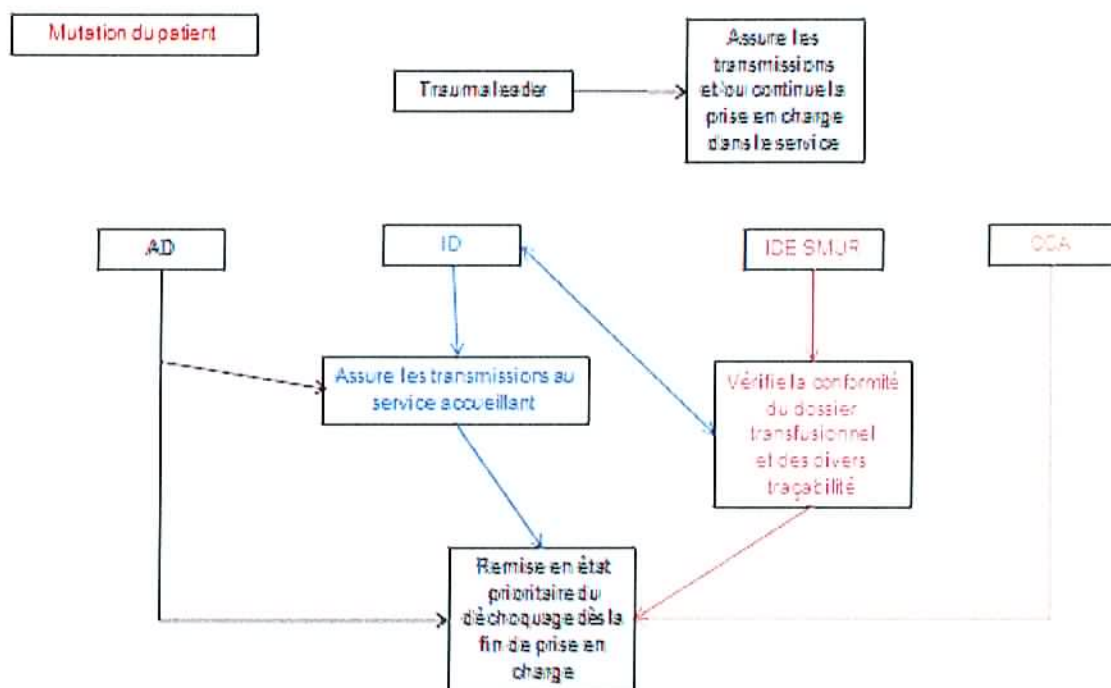 Mutation du patient
Assure les
transmissions
et/ou continue la
prise en charge
dans le service
Traumaleader
AD
ID
IDE SMUR
CCA
Assure les transmissions au
service accueillant
Vérifie la conformité
du dossier
transfusionnel
et des divers
traçabilité
Remise en état
prioritaire du
déchoquage dès la
fin de prise en
charge